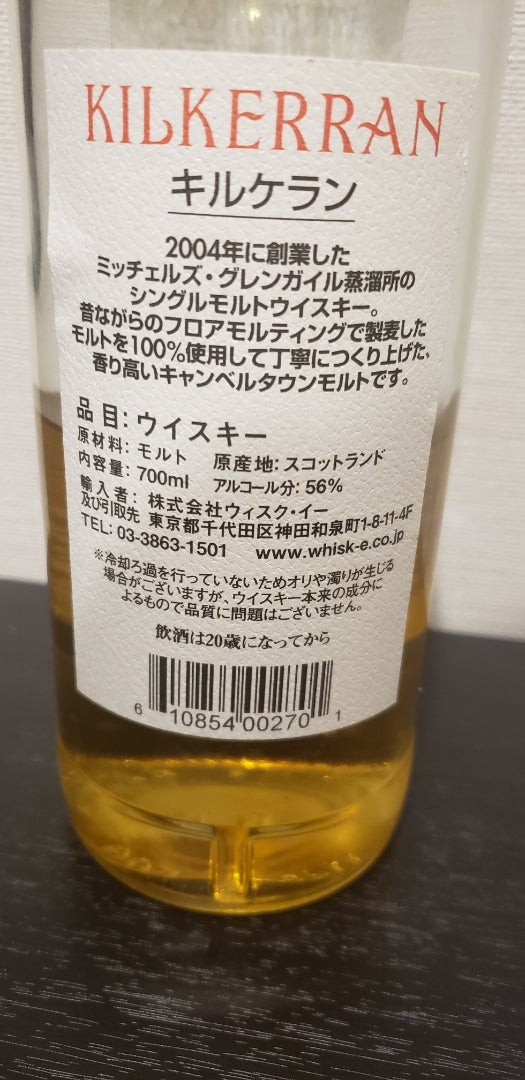 KILKERRAN
キルケラン
2004年に創業した
ミッチェルズ・グレンガイル蒸溜所の
シングルモルトウイスキー。
昔ながらのフロアモルティングで製麦した
モルトを100%使用して丁寧につくり上げた、
香り高いキャンベルタウンモルトです。
品目：ウイスキー
原材料：モルト 原産地：スコットランド
内容量：700ml アルコール分：56%
輸入者：株式会社ウィスク・イー
及び引取先 東京都千代田区神田和泉町1-8-11-4F
TEL: 03-3863-1501 www.whisk-e.co.jp
※冷却ろ過を行っていないためオリや濁りが生じる
場合がございますが、ウイスキー本来の成分に
よるもので品質に問題はございません。
飲酒は20歳になってから
6 10854 00270 1